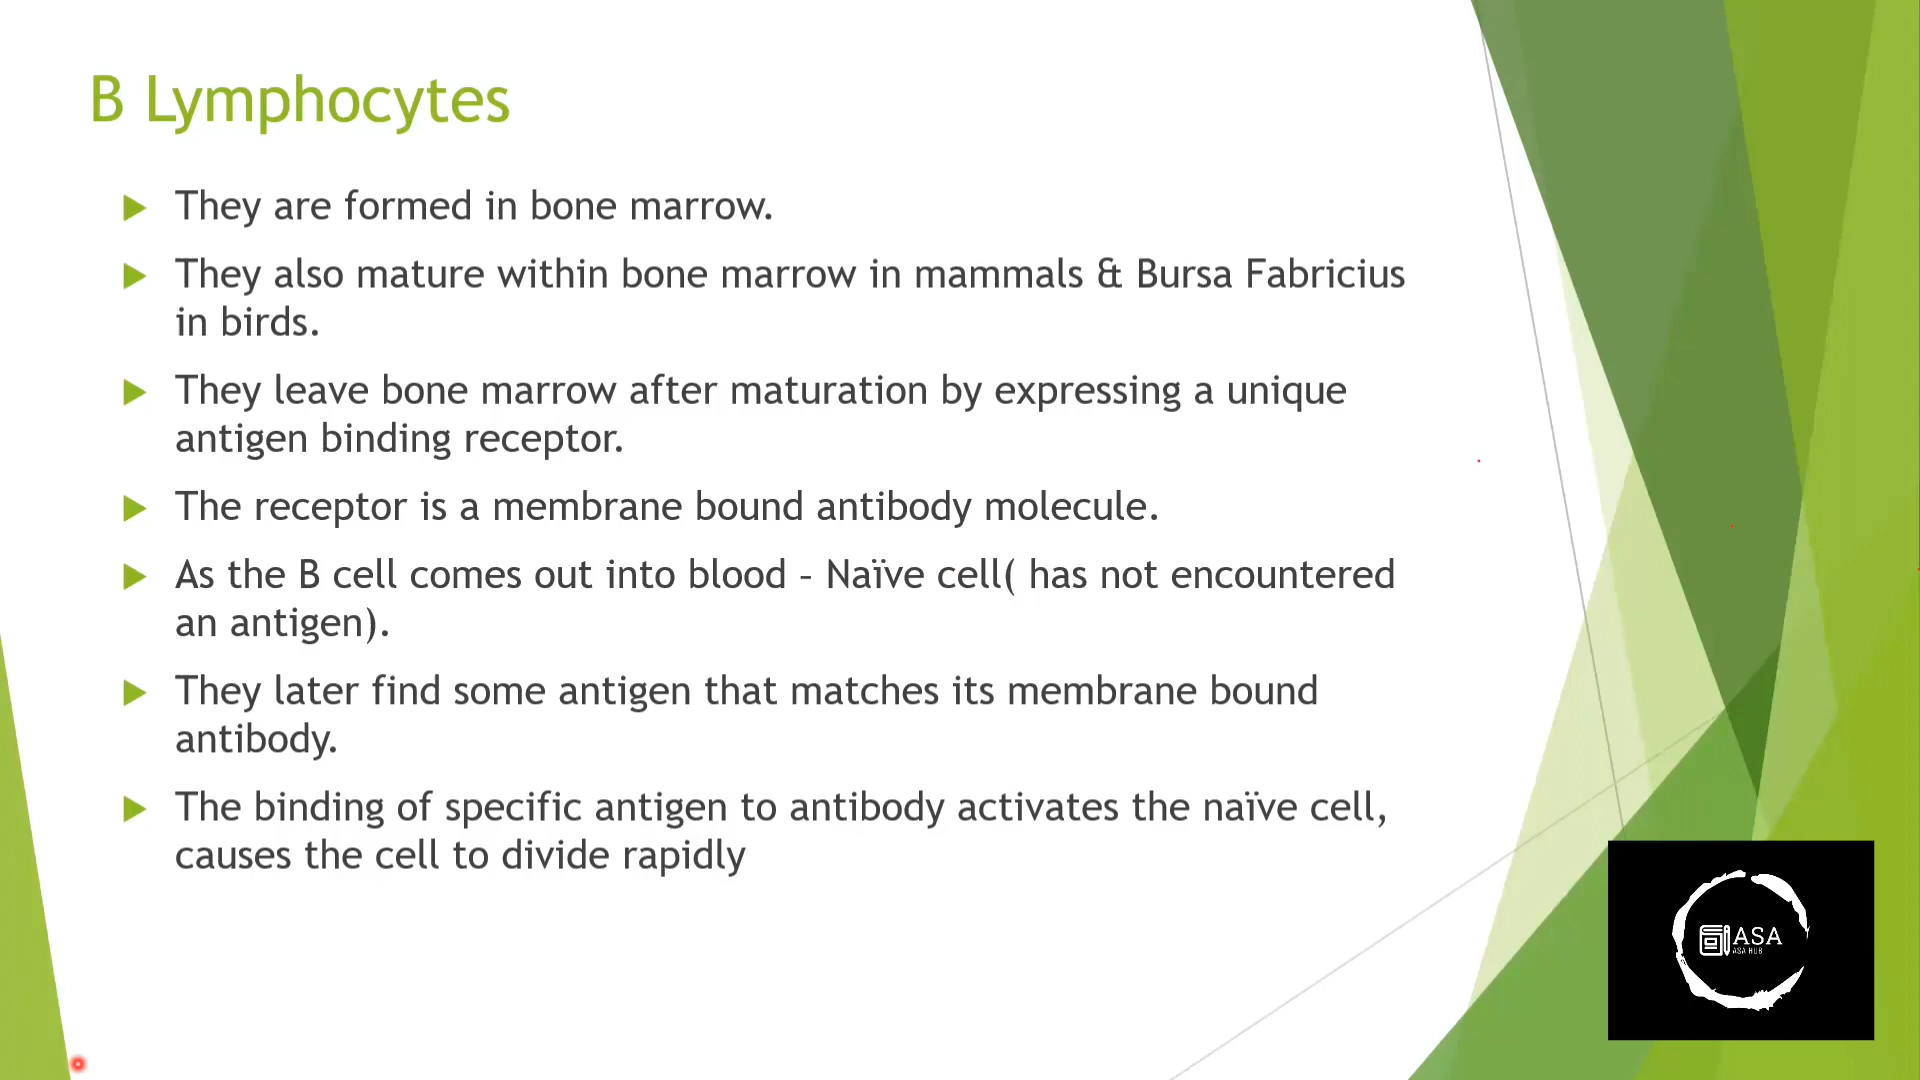 B Lymphocytes
They are formed in bone marrow.
They also mature within bone marrow in mammals & Bursa Fabricius
in birds.
They leave bone marrow after maturation by expressing a unique
antigen binding receptor.
The receptor is a membrane bound antibody molecule.
As the B cell comes out into blood – Naïve cell( has not encountered
an antigen).
They later find some antigen that matches its membrane bound
antibody.
The binding of specific antigen to antibody activates the naïve cell,
causes the cell to divide rapidly
ASA
ASA HUB